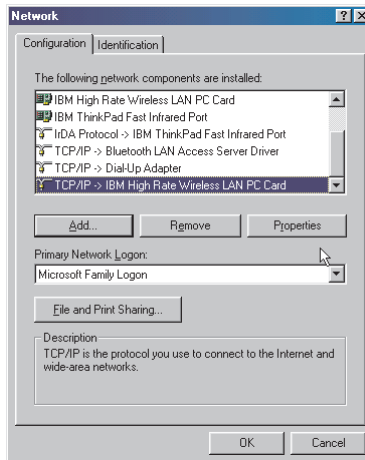 Network
Configuration Identification
The following network components are installed:
IBM High Rate Wireless LAN PC Card
IBM ThinkPad Fast Infrared Port
IrDA Protocol -> IBM ThinkPad Fast Infrared Port
TCP/IP -> Bluetooth LAN Access Server Driver
TCP/IP -> Dial-Up Adapter
TCP/IP -> IBM High Rate Wireless LAN PC Card
Add... Remove Properties
Primary Network Logon:
Microsoft Family Logon
File and Print Sharing...
Description
TCP/IP is the protocol you use to connect to the Internet and
wide-area networks.
OK Cancel